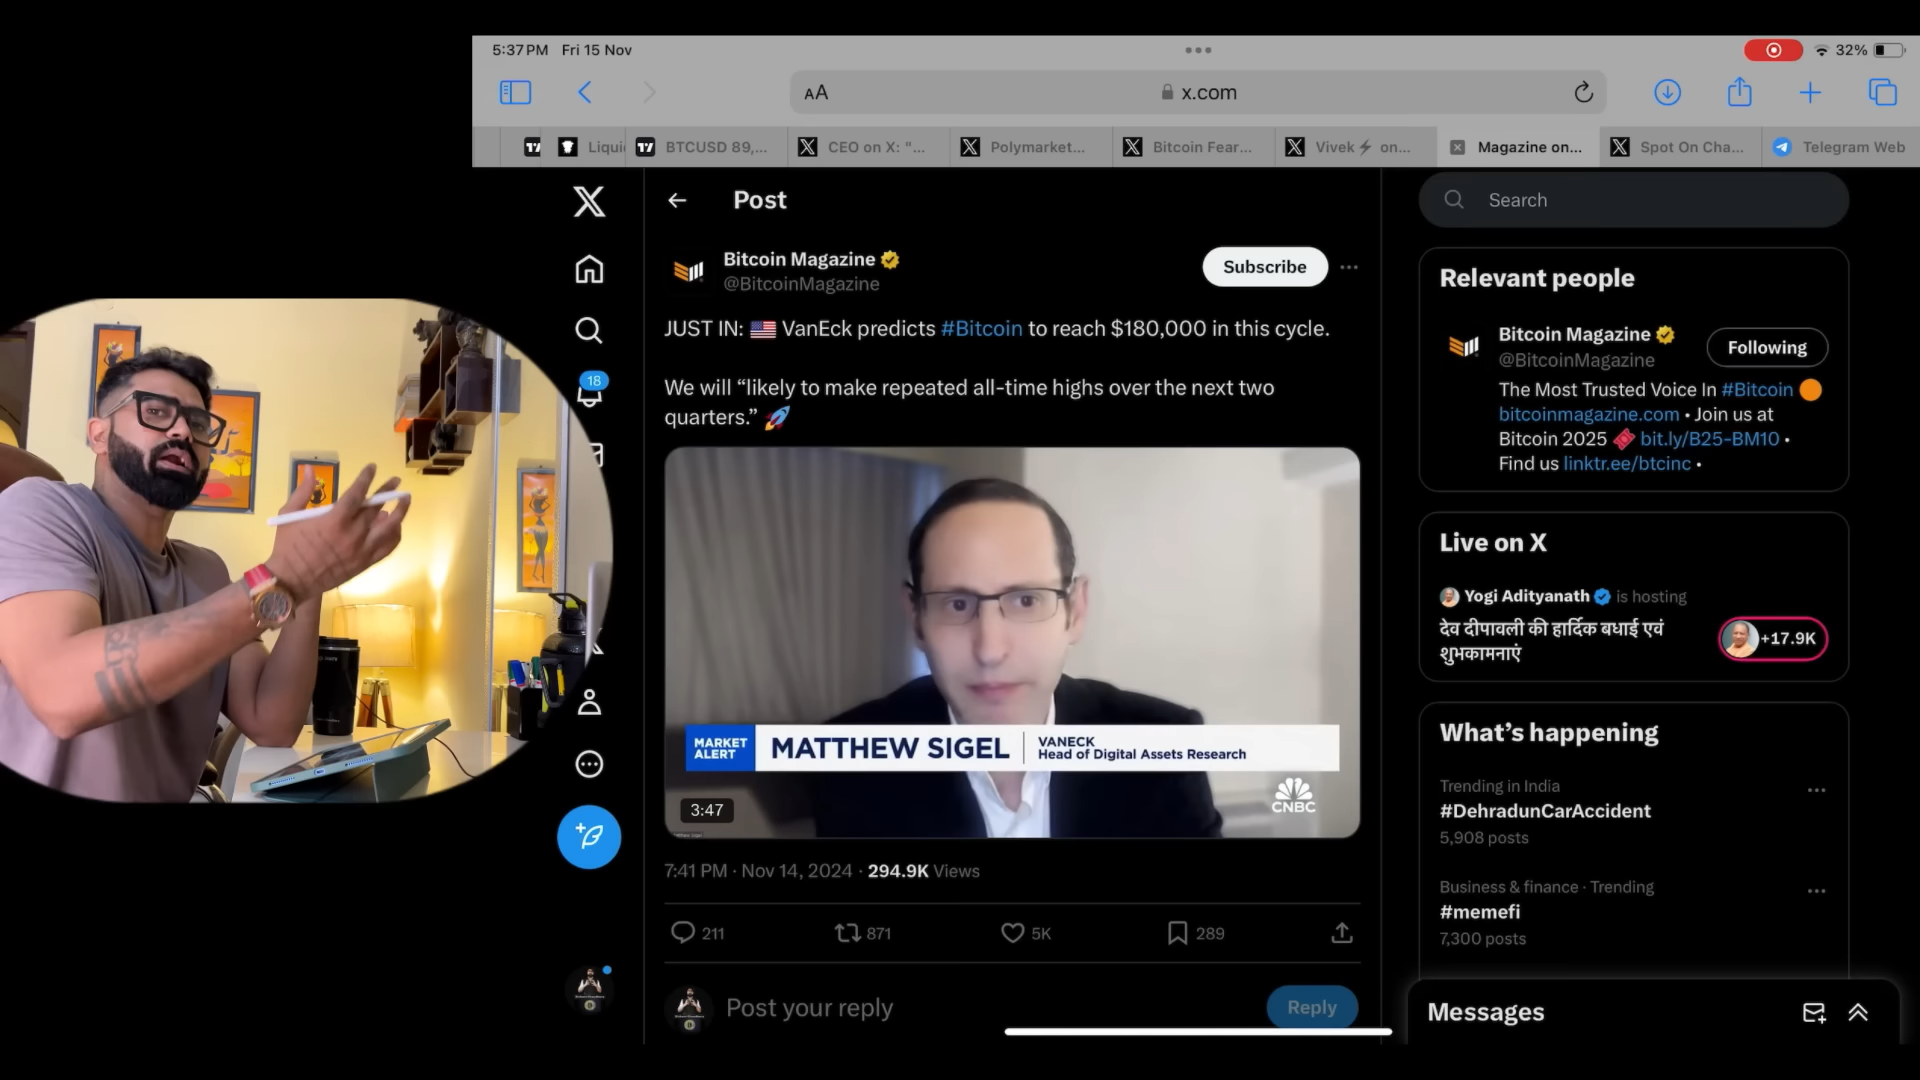 5:37 PM Fri 15 Nov
32%
AA
x.com
Liqui
BTCUSD 89,...
CEO on X: "...
Polymarket...
Bitcoin Fear...
Vivek⚡ on...
Magazine on...
Spot On Cha...
Telegram Web
Post
Search
Bitcoin Magazine
@BitcoinMagazine
Subscribe
JUST IN: 🇺🇸 VanEck predicts #Bitcoin to reach $180,000 in this cycle.
We will “likely to make repeated all-time highs over the next two
quarters.” 🚀
MARKET
ALERT
MATTHEW SIGEL
VANECK
Head of Digital Assets Research
CNBC
3:47
7:41 PM · Nov 14, 2024 · 294.9K Views
211
871
5K
289
Post your reply
Reply
18
Relevant people
Bitcoin Magazine
@BitcoinMagazine
Following
The Most Trusted Voice In #Bitcoin 🟠
bitcoinmagazine.com • Join us at
Bitcoin 2025 🎟️ bit.ly/B25-BM10 •
Find us linktr.ee/btcinc •
Live on X
Yogi Adityanath is hosting
देव दीपावली की हार्दिक बधाई एवं
शुभकामनाएं
+17.9K
What’s happening
Trending in India
#DehradunCarAccident
5,908 posts
Business & finance · Trending
#memefi
7,300 posts
Messages